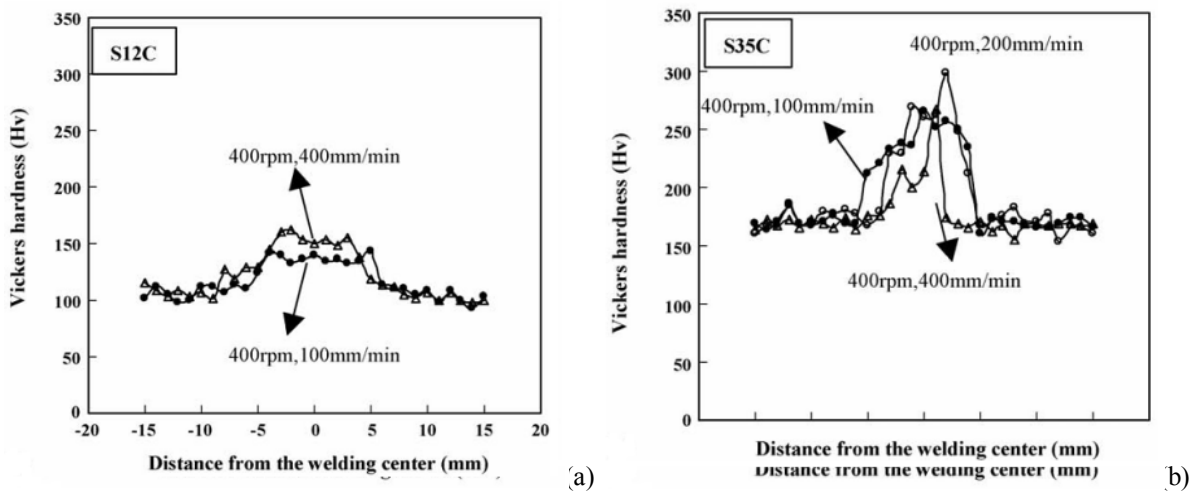 350
300
250
200
150
100
50
0
Vickers hardness (Hv)
S12C
400rpm,400mm/min
400rpm,100mm/min
-20 -15 -10 -5 0 5 10 15 20
Distance from the welding center (mm)
(a)
350
300
250
200
150
100
50
0
Vickers hardness (Hv)
S35C
400rpm,200mm/min
400rpm,100mm/min
400rpm,400mm/min
Distance from the welding center (mm)
Distance from the welding center (mm)
(b)